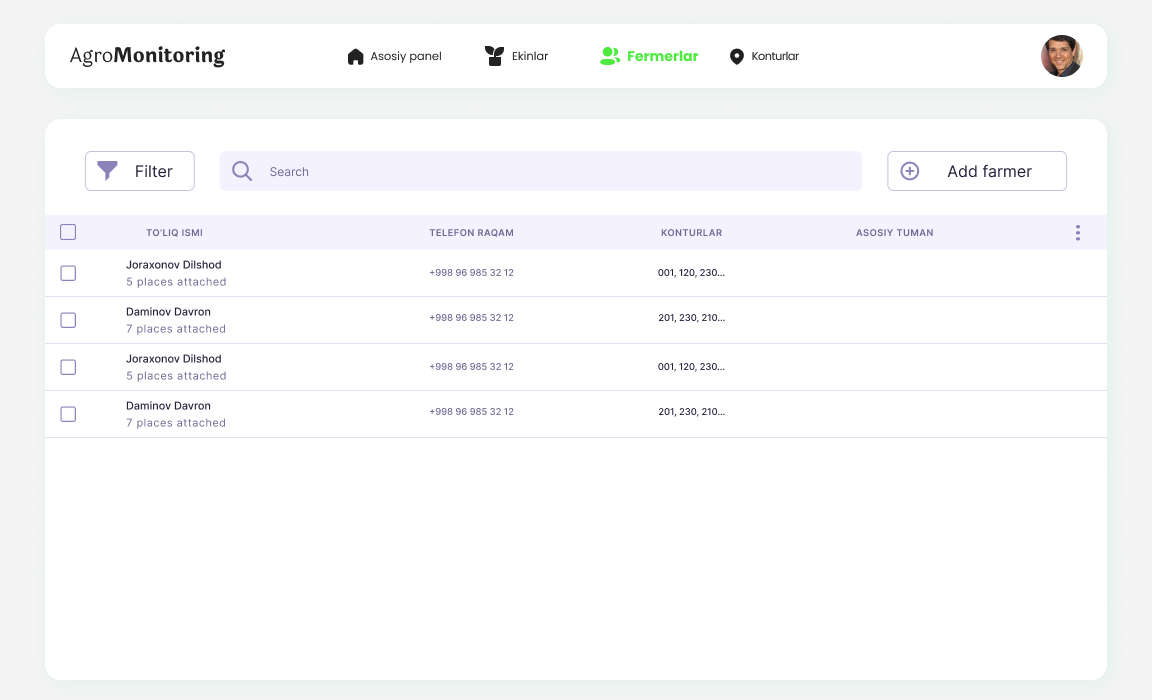 AgroMonitoring
Asosiy panel
Ekinlar
Fermerlar
Konturlar
Filter
Search
Add farmer
TO'LIQ ISMI TELEFON RAQAM KONTURLAR ASOSIY TUMAN
Joraxonov Dilshod
5 places attached
+998 96 985 32 12
001, 120, 230...
Daminov Davron
7 places attached
+998 96 985 32 12
201, 230, 210...
Joraxonov Dilshod
5 places attached
+998 96 985 32 12
001, 120, 230...
Daminov Davron
7 places attached
+998 96 985 32 12
201, 230, 210...